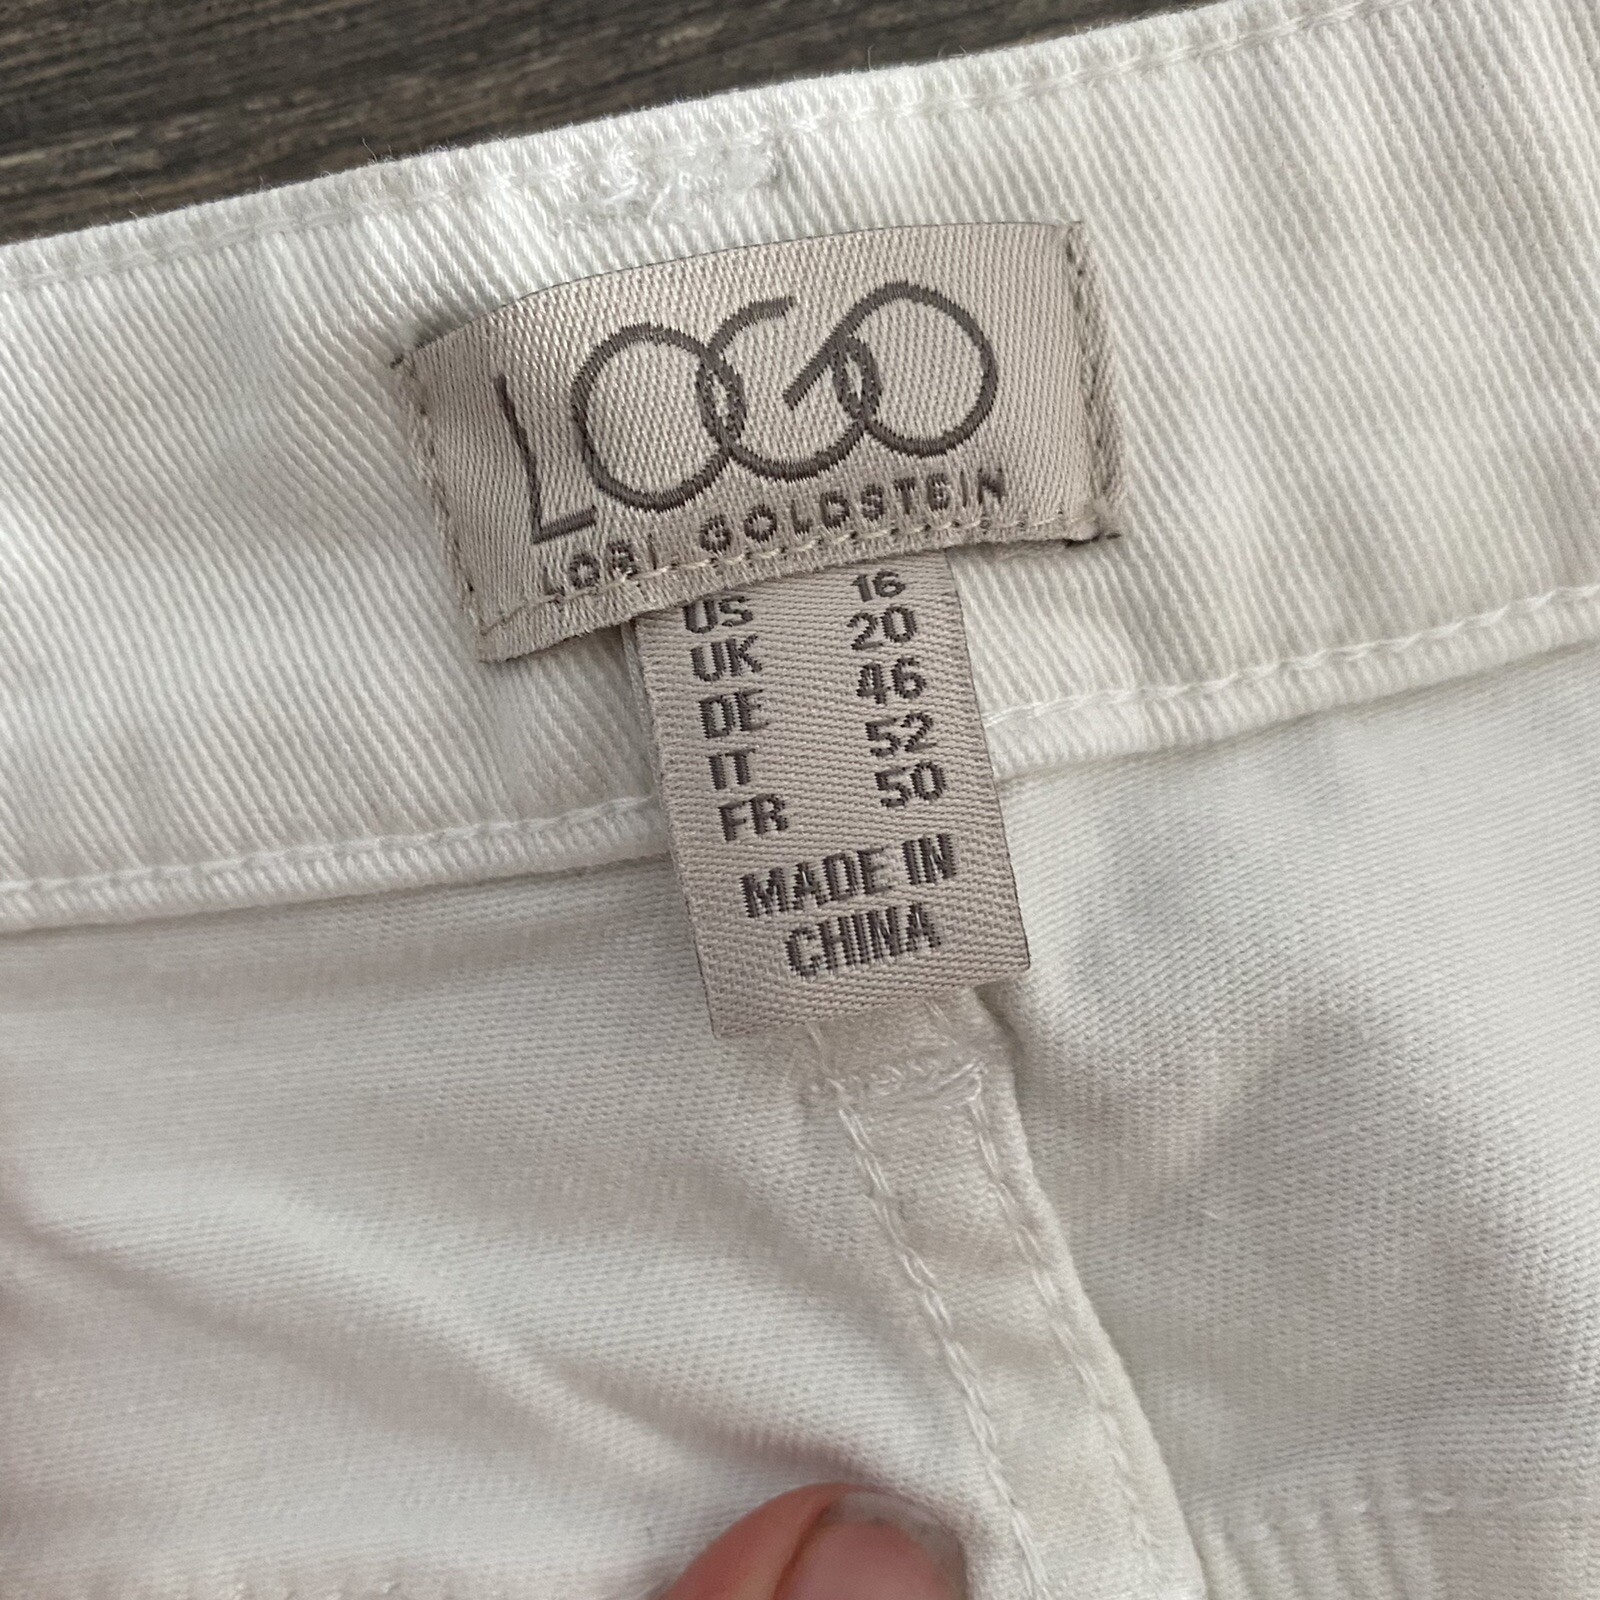 LOGO
LORI GOLDSTEIN
US 16
UK 20
DE 46
IT 52
FR 50
MADE IN
CHINA